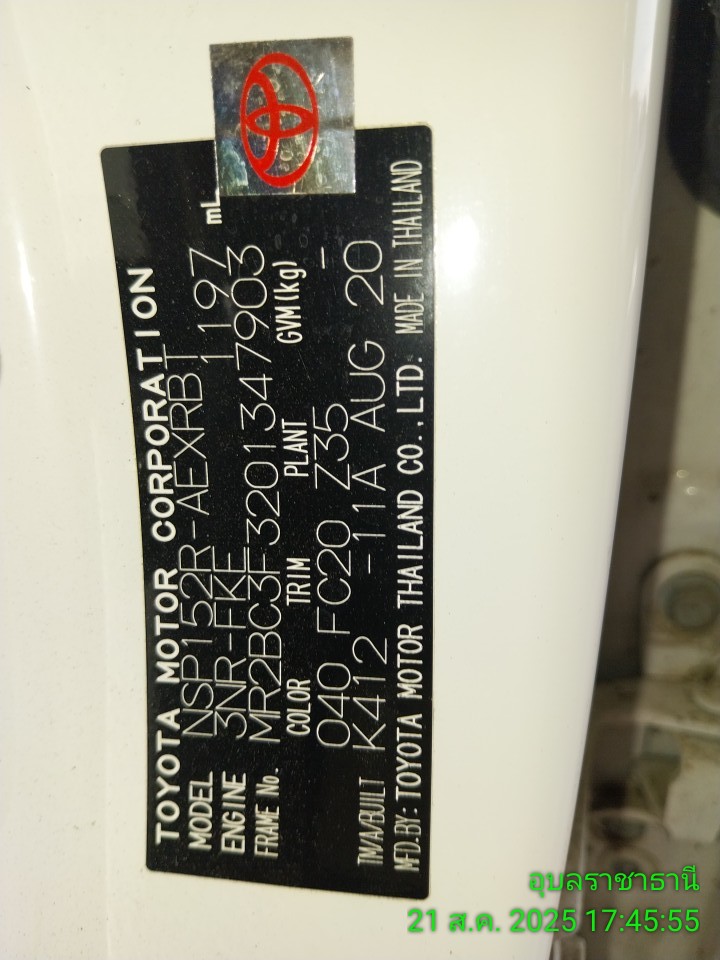 TOYOTA MOTOR CORPORATION
MODEL NSP152R-AEXRBT 1197 mL
ENGINE 3NR-FKE
FRAME No. MR2BC3F3201347903
COLOR TRIM PLANT GVM(kg)
040 FC20 Z35 -
TM/A/BUILT K412 -11A AUG 20
MFD.BY: TOYOTA MOTOR THAILAND CO.,LTD. MADE IN THAILAND
อุบลราชธานี
21 ส.ค. 2025 17:45:55